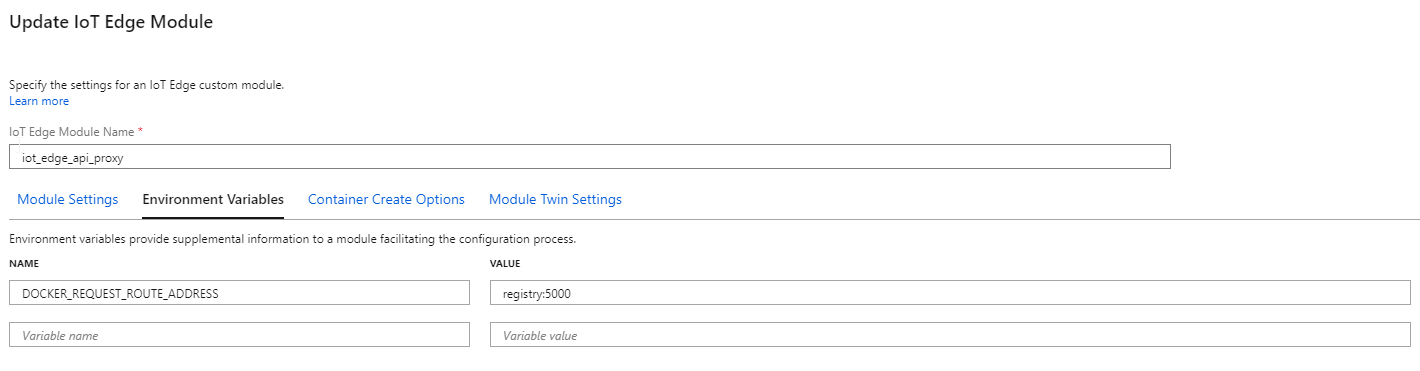 Update IoT Edge Module
Specify the settings for an IoT Edge custom module.
Learn more
IoT Edge Module Name *
iot_edge_api_proxy
Module Settings Environment Variables Container Create Options Module Twin Settings
Environment variables provide supplemental information to a module facilitating the configuration process.
NAME VALUE
DOCKER_REQUEST_ROUTE_ADDRESS registry:5000
Variable name Variable value